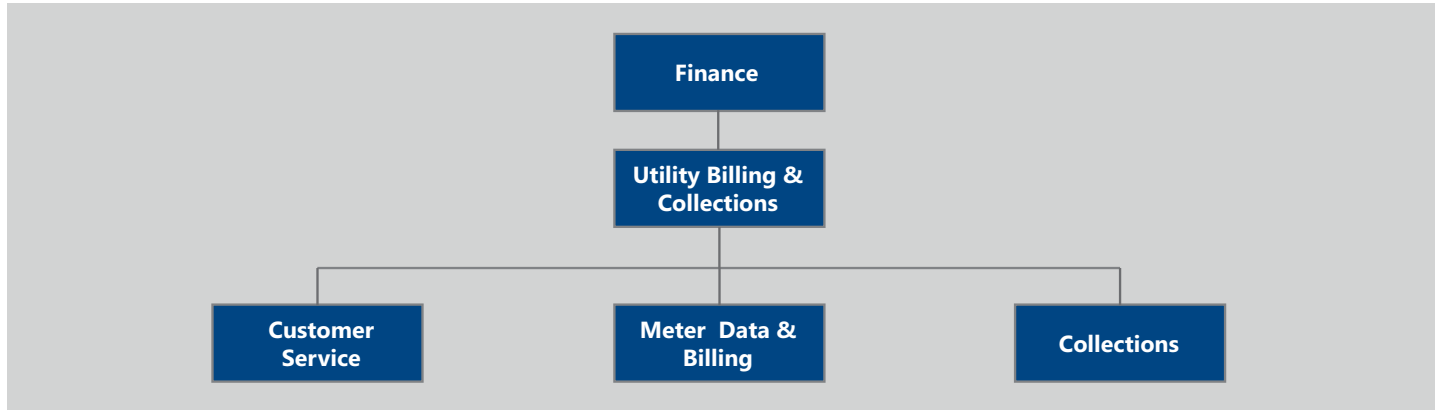 Finance
Utility Billing &
Collections
Customer
Service
Meter  Data &
Billing
Collections